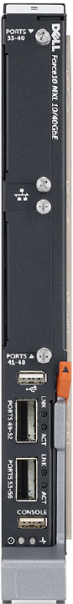 PORTS ▲
33-40
DELL
Force10 MXL 10/40GbE
PORTS ▲
41-48
LNK
ACT
PORTS 49-52
LNK
ACT
PORTS 53-56
CONSOLE